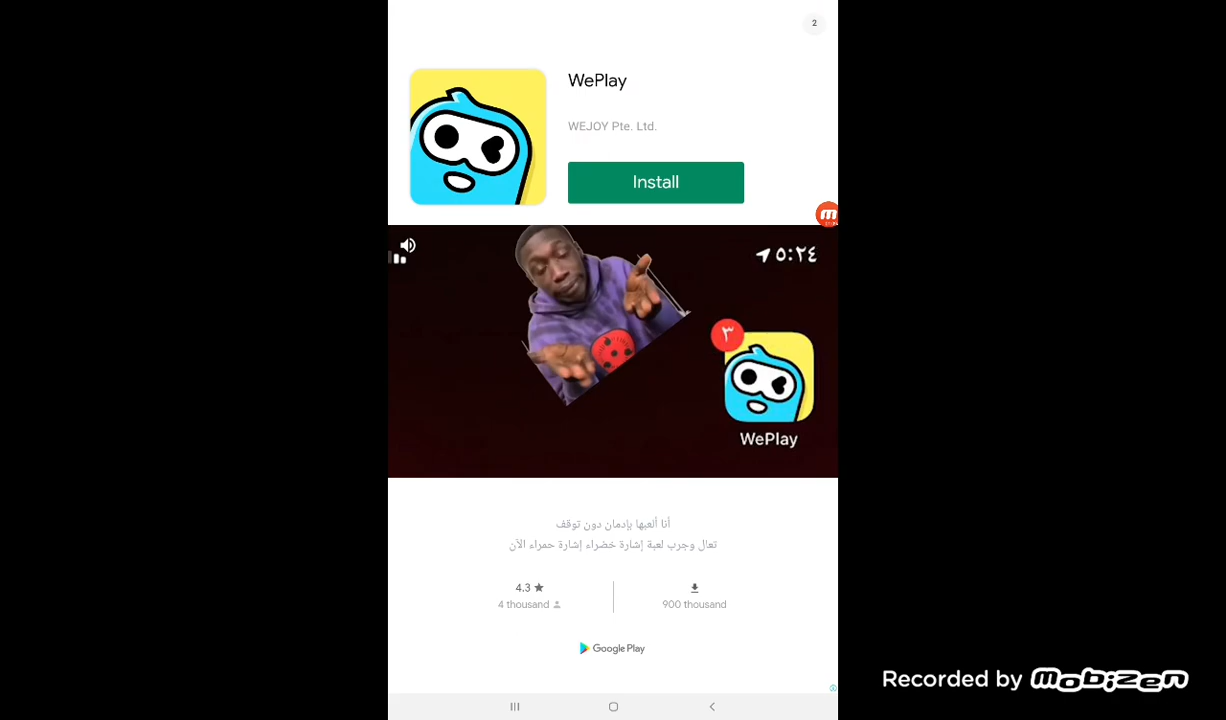 2
WePlay
WEJOY Pte. Ltd.
Install
٥:٢٤
٣
WePlay
أنا ألعبها بإدمان دون توقف
تعال وجرب لعبة إشارة خضراء إشارة حمراء الآن
4.3
4 thousand
900 thousand
Google Play
Recorded by mobizen